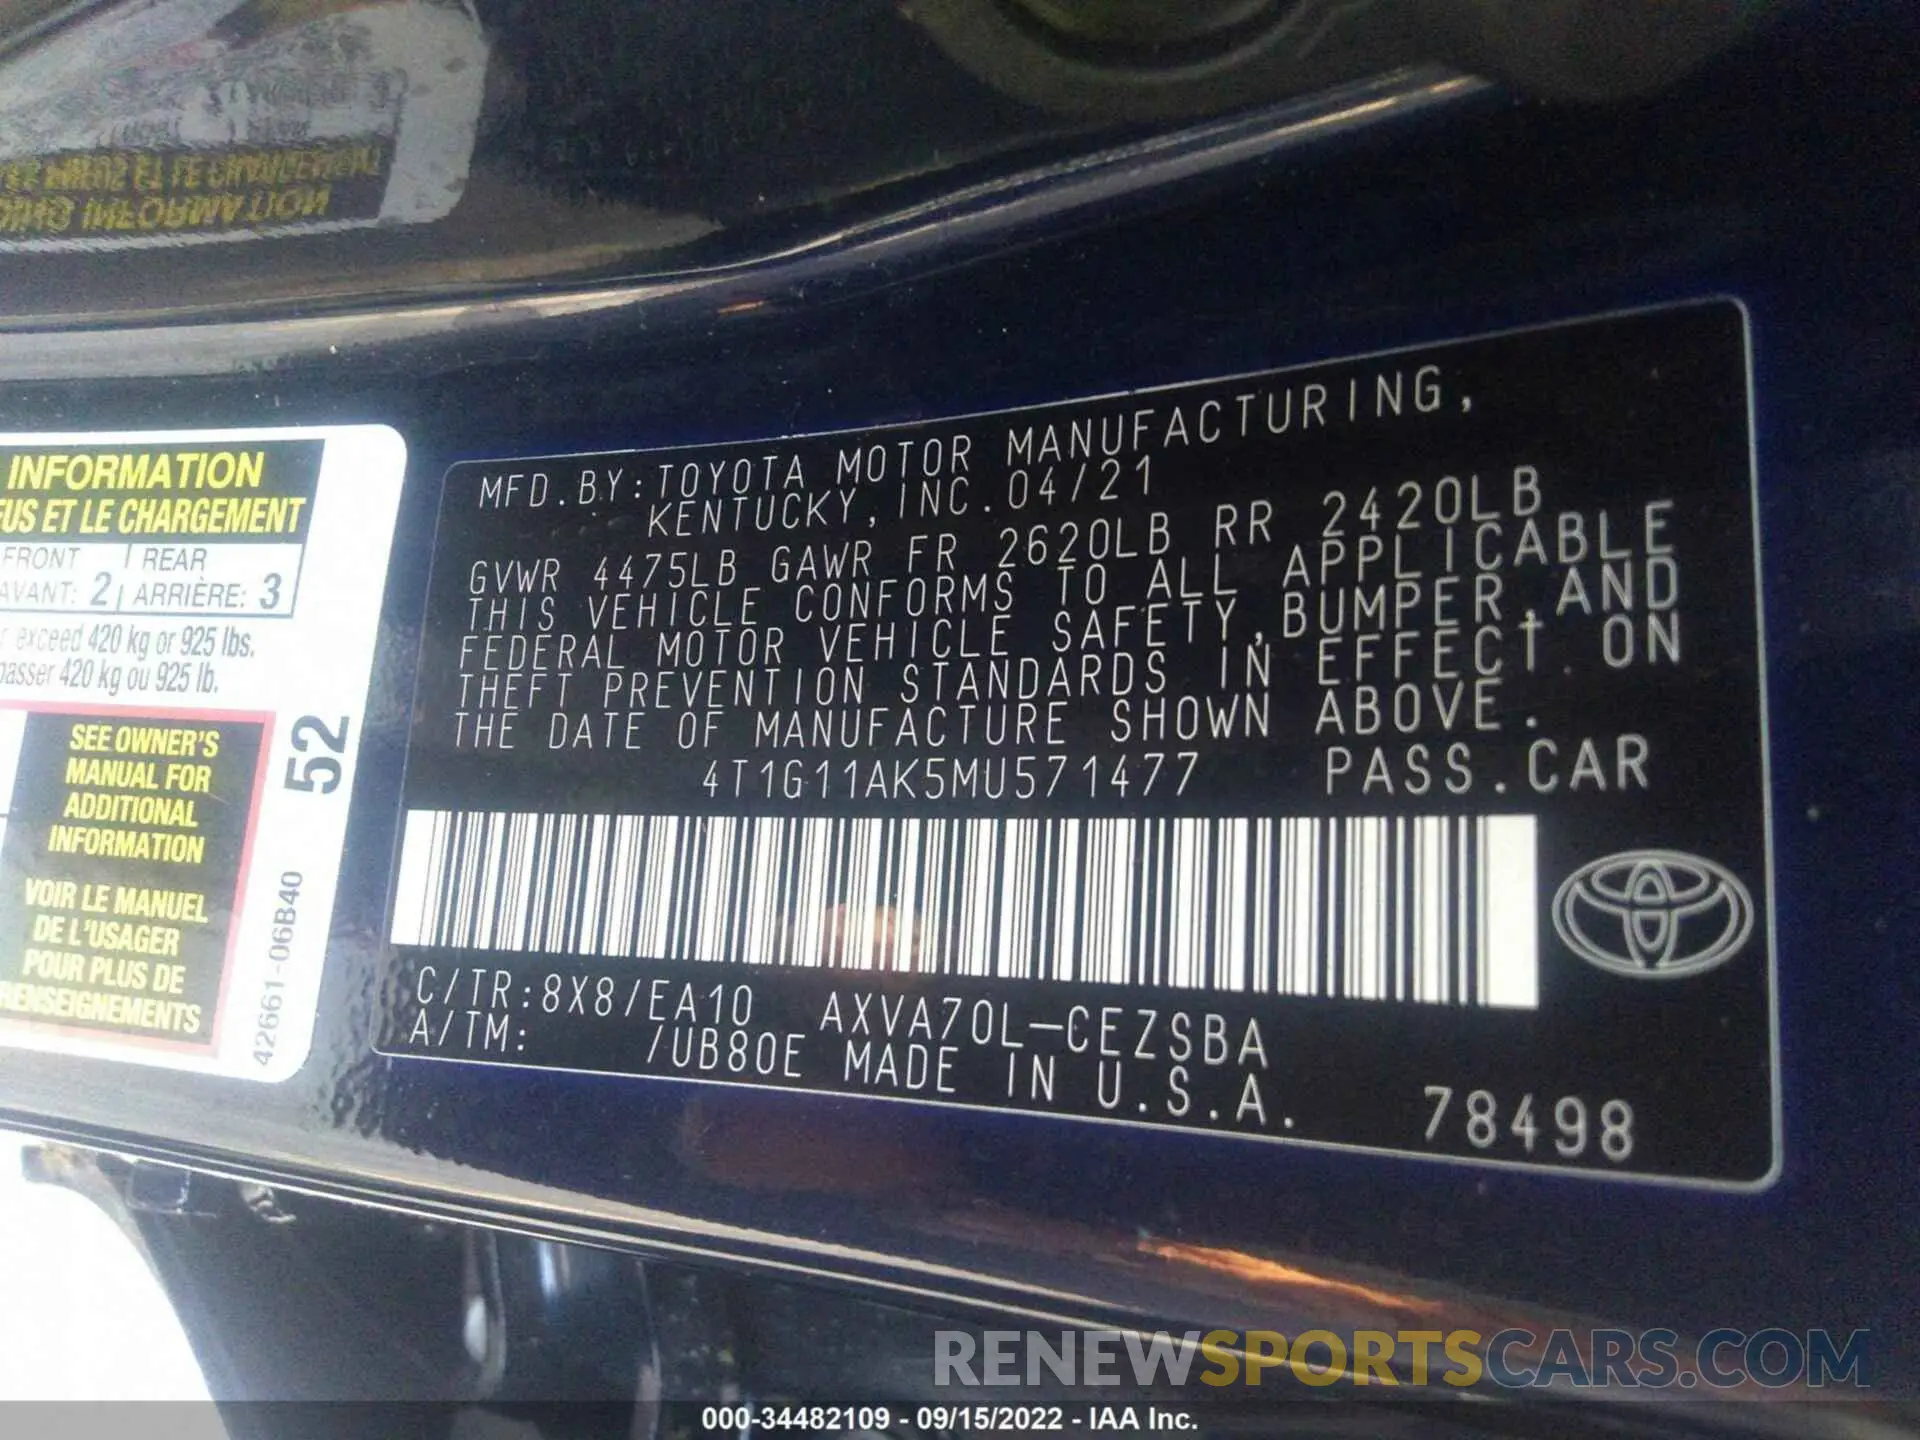 INFORMATION
EUS ET LE CHARGEMENT
FRONT REAR
AVANT: 2 ARRIÈRE: 3
r exceed 420 kg or 925 lbs.
passer 420 kg ou 925 lb.
SEE OWNER'S
MANUAL FOR
ADDITIONAL
INFORMATION
VOIR LE MANUEL
DE L'USAGER
POUR PLUS DE
RENSEIGNEMENTS
52
42661-06B40
MFD.BY:TOYOTA MOTOR MANUFACTURING,
KENTUCKY,INC.04/21
GVWR 4475LB GAWR FR 2620LB RR 2420LB
THIS VEHICLE CONFORMS TO ALL APPLICABLE
FEDERAL MOTOR VEHICLE SAFETY,BUMPER,AND
THEFT PREVENTION STANDARDS IN EFFECT ON
THE DATE OF MANUFACTURE SHOWN ABOVE.
4T1G11AK5MU571477 PASS.CAR
C/TR:8X8/EA10 AXVA70L-CEZSBA
A/TM: /UB80E MADE IN U.S.A.
78498
RENEWSPORTSCARS.COM
000-34482109 - 09/15/2022 - IAA Inc.